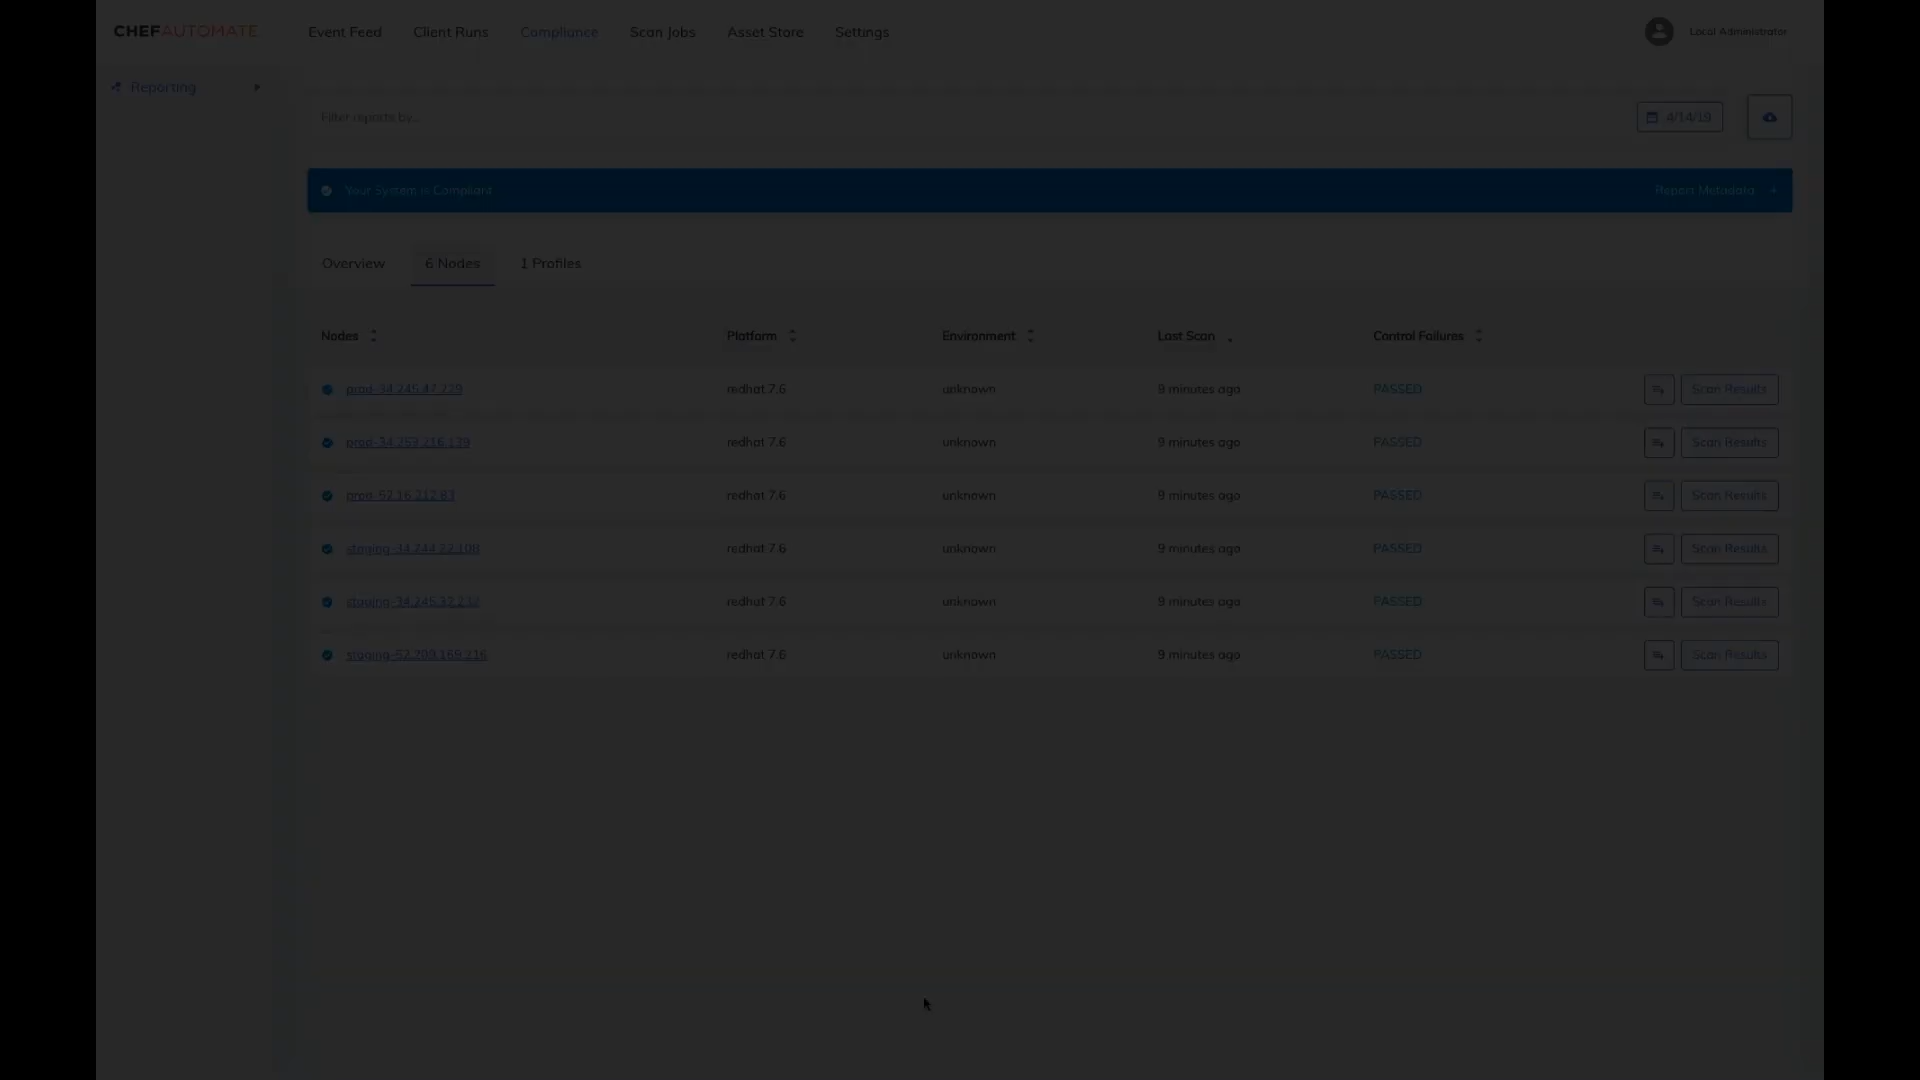 CHEFAUTOMATE Event Feed Client Runs Compliance Scan Jobs Asset Store Settings Local Administrator
Reporting
Filter reports by... 4/14/19
Your System is Compliant Report Metadata +
Overview 6 Nodes 1 Profiles
Nodes Platform Environment Last Scan Control Failures
prod-34.245.47.229 redhat 7.6 unknown 9 minutes ago PASSED Scan Results
prod-34.253.216.139 redhat 7.6 unknown 9 minutes ago PASSED Scan Results
prod-52.16.212.83 redhat 7.6 unknown 9 minutes ago PASSED Scan Results
staging-34.244.22.108 redhat 7.6 unknown 9 minutes ago PASSED Scan Results
redhat 7.6 unknown 9 minutes ago PASSED Scan Results
staging-52.209.169.216 redhat 7.6 unknown 9 minutes ago PASSED Scan Results